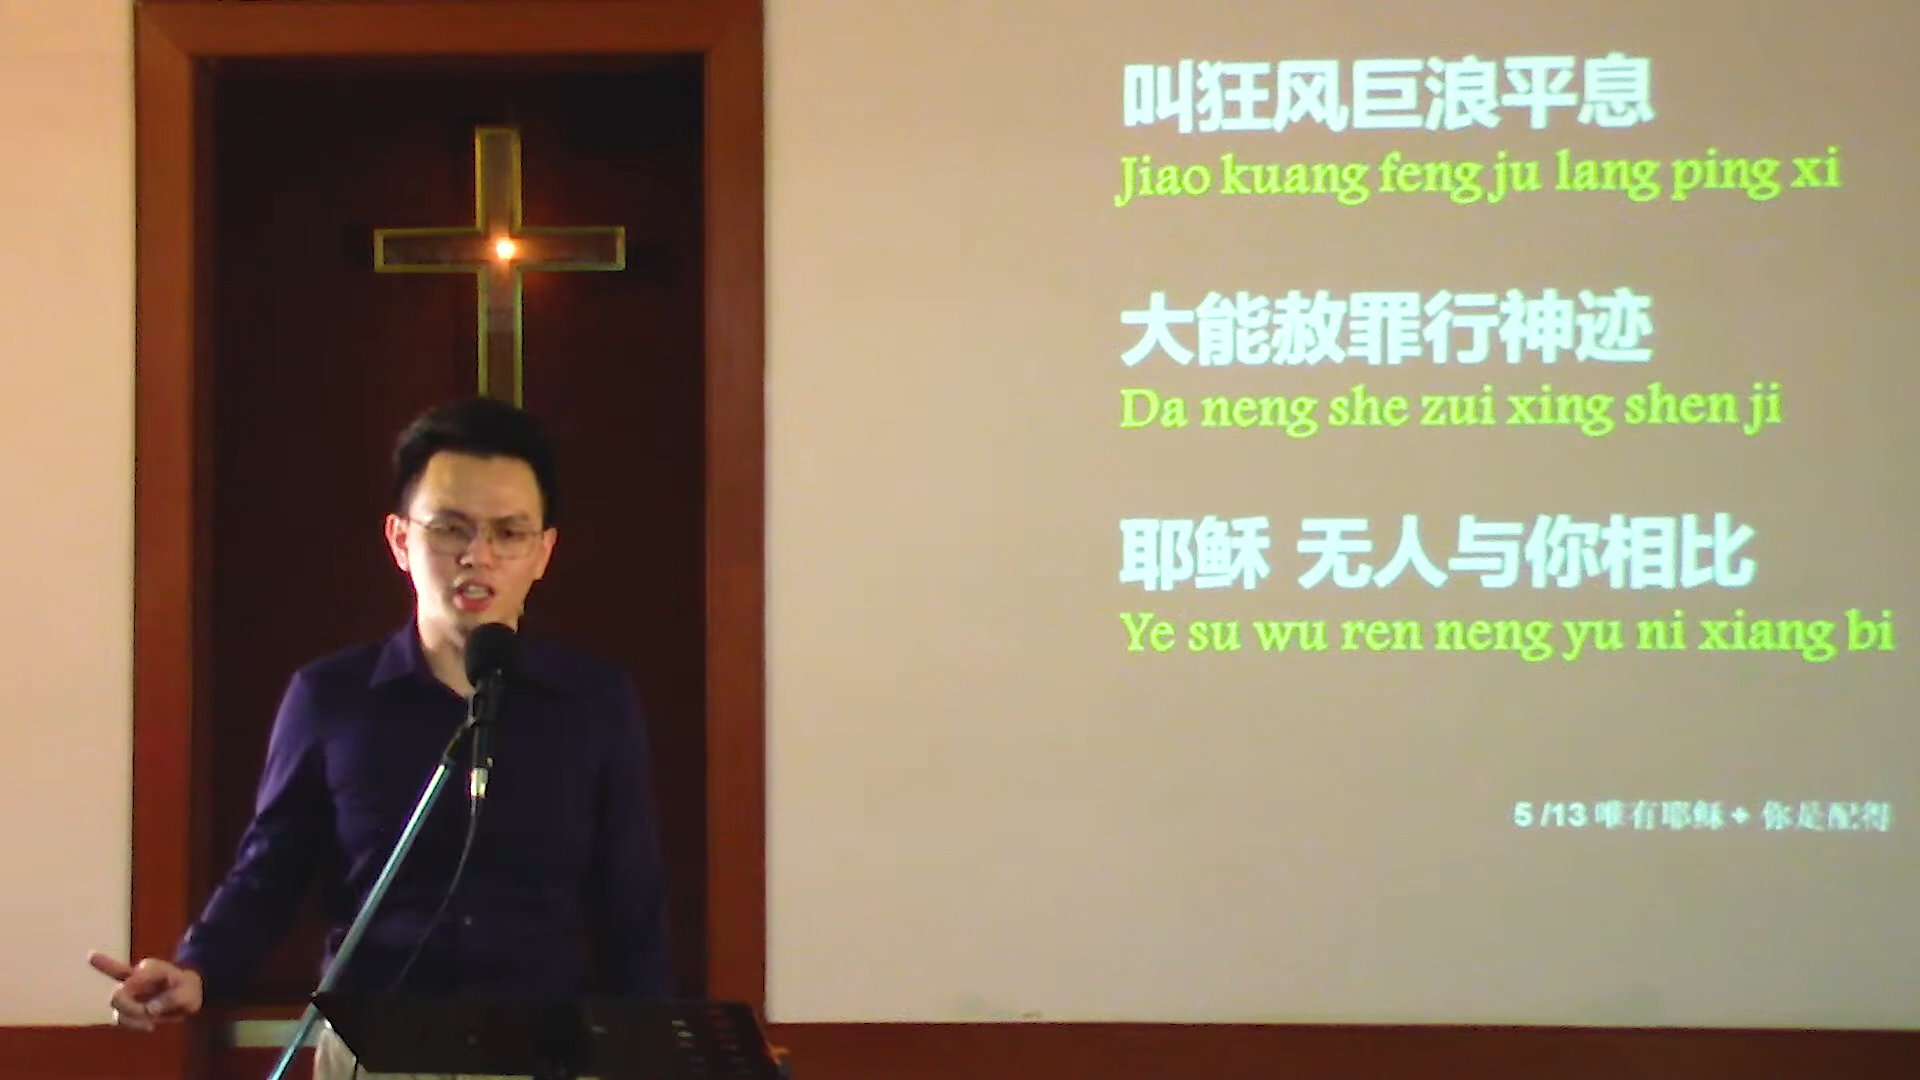 叫狂风巨浪平息
Jiao kuang feng ju lang ping xi
大能赦罪行神迹
Da neng she zui xing shen ji
耶稣 无人与你相比
Ye su wu ren neng yu ni xiang bi
5 /13 唯有耶稣 + 你是配得